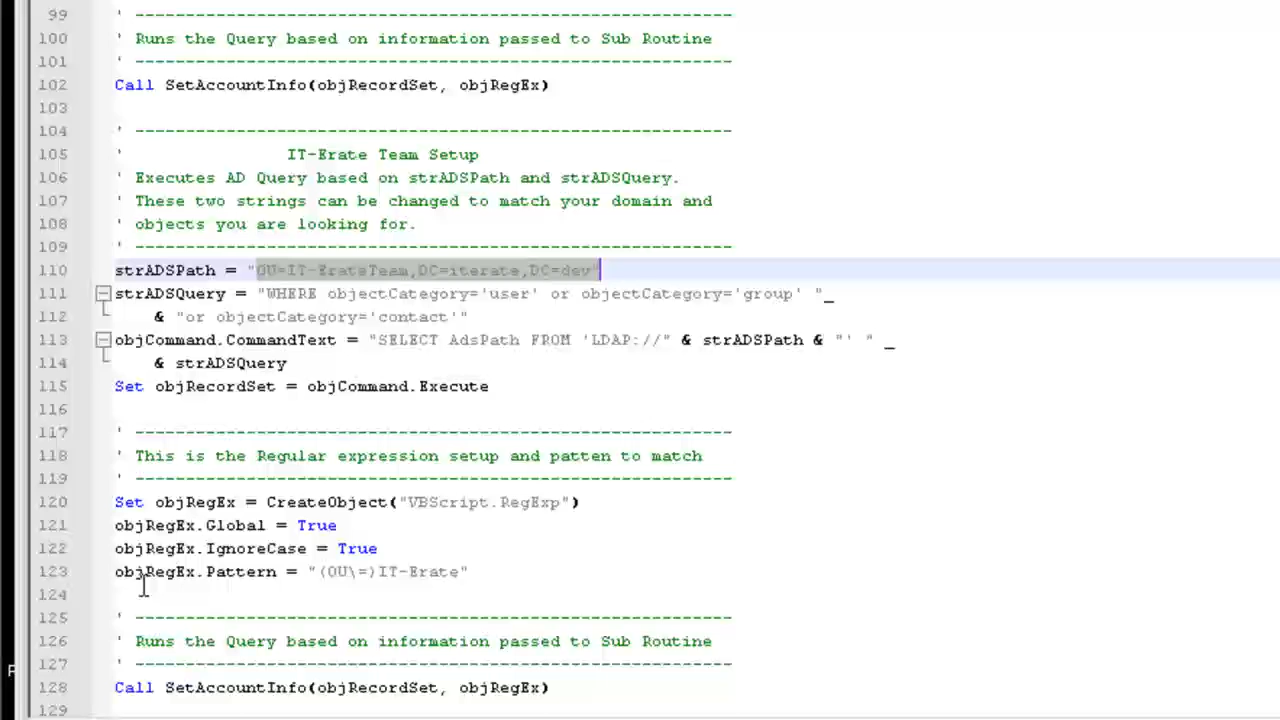 99 ' -----------------------------------------------------------
100 ' Runs the Query based on information passed to Sub Routine
101 ' -----------------------------------------------------------
102 Call SetAccountInfo(objRecordSet, objRegEx)
103
104 ' -----------------------------------------------------------
105 ' IT-Erate Team Setup
106 ' Executes AD Query based on strADSPath and strADSQuery.
107 ' These two strings can be changed to match your domain and
108 ' objects you are looking for.
109 ' -----------------------------------------------------------
110 strADSPath = "OU=IT-ErateTeam,DC=iterate,DC=dev"
111 strADSQuery = "WHERE objectCategory='user' or objectCategory='group' "_
112 & "or objectCategory='contact'"
113 objCommand.CommandText = "SELECT AdsPath FROM 'LDAP://" & strADSPath & "' " _
114 & strADSQuery
115 Set objRecordSet = objCommand.Execute
116
117 ' -----------------------------------------------------------
118 ' This is the Regular expression setup and patten to match
119 ' -----------------------------------------------------------
120 Set objRegEx = CreateObject("VBScript.RegExp")
121 objRegEx.Global = True
122 objRegEx.IgnoreCase = True
123 objRegEx.Pattern = "(OU\=)IT-Erate"
124
125 ' -----------------------------------------------------------
126 ' Runs the Query based on information passed to Sub Routine
127 ' -----------------------------------------------------------
128 Call SetAccountInfo(objRecordSet, objRegEx)
129